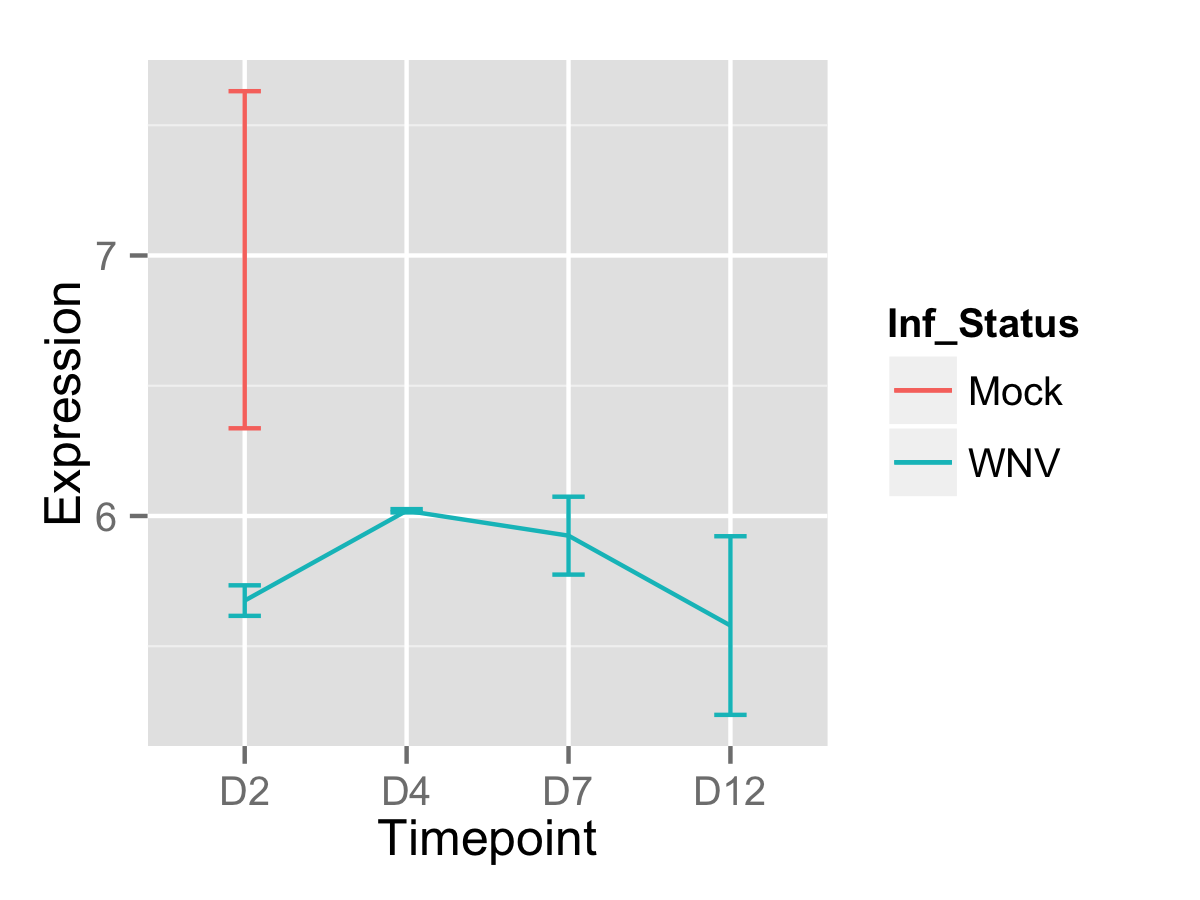 Expression
7
6
D2 D4 D7 D12
Timepoint
Inf_Status
Mock
WNV